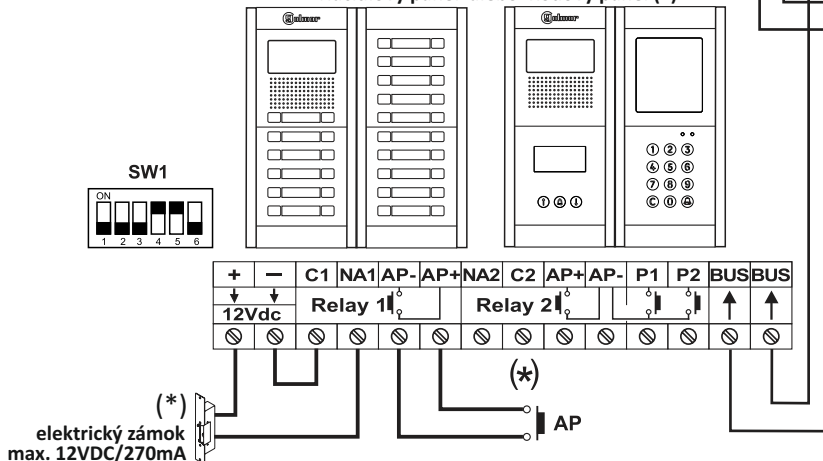 Golmar
Golmar
1 2 3
4 5 6
7 8 9
C 0
SW1
ON
1 2 3 4 5 6
+ − C1 NA1 AP- AP+ NA2 C2 AP+ AP- P1 P2 BUS BUS
12Vdc Relay 1 Relay 2
(*)
(*)
AP
elektrický zámok
max. 12VDC/270mA